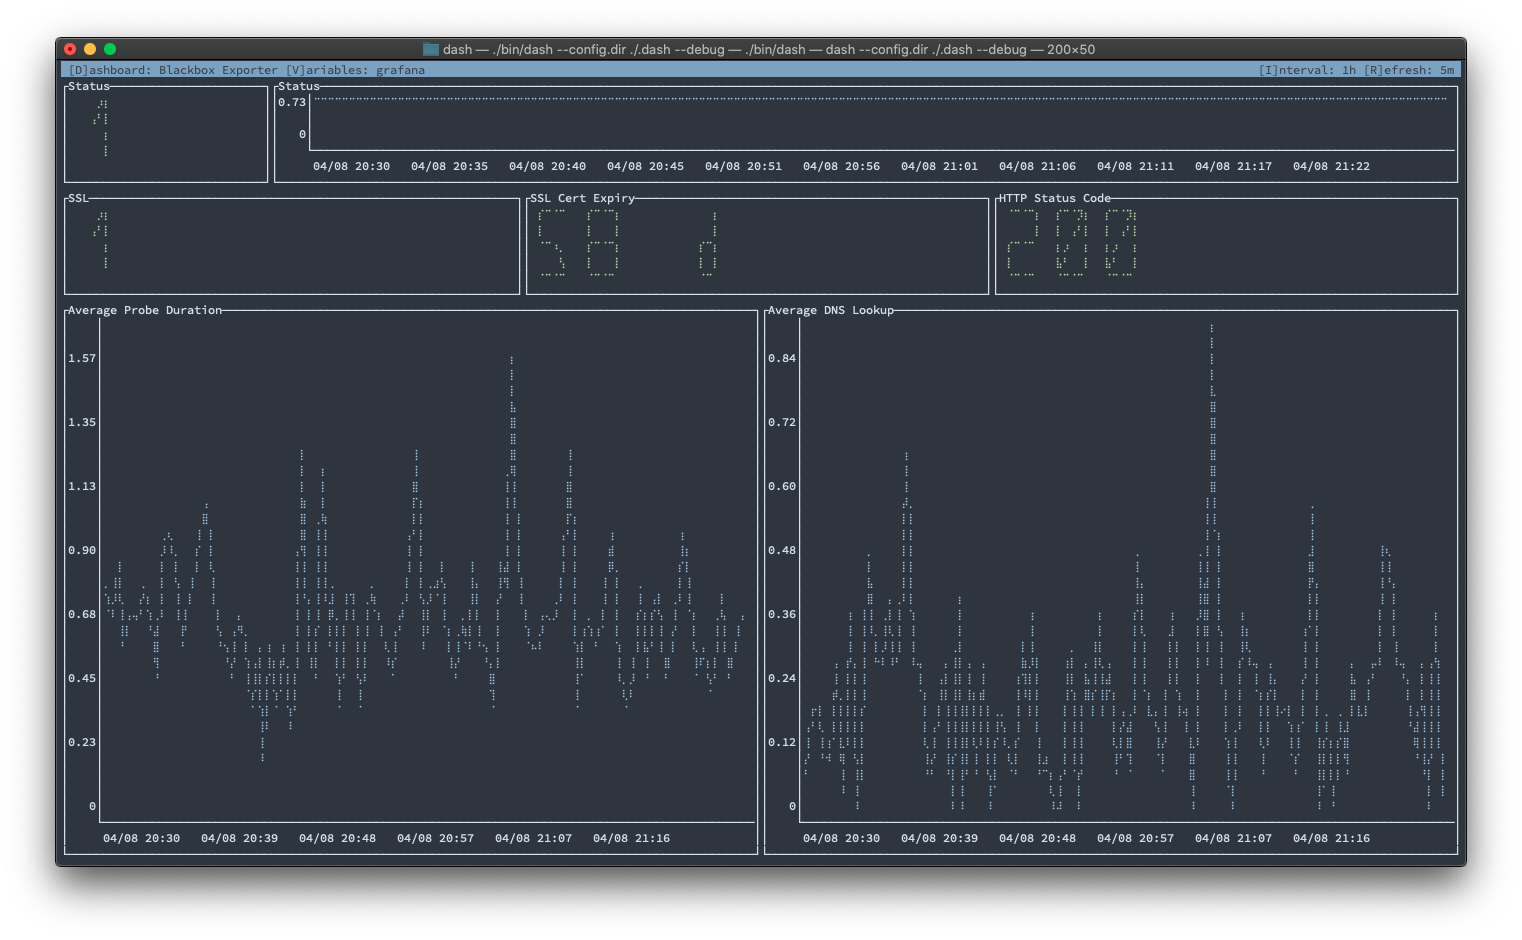 dash — ./bin/dash --config.dir ./.dash --debug — ./bin/dash — dash --config.dir ./.dash --debug — 200×50
[D]ashboard: Blackbox Exporter [V]ariables: grafana [I]nterval: 1h [R]efresh: 5m
Status
1
Status
0.73
0
04/08 20:30 04/08 20:35 04/08 20:40 04/08 20:45 04/08 20:51 04/08 20:56 04/08 21:01 04/08 21:06 04/08 21:11 04/08 21:17 04/08 21:22
SSL
1
SSL Cert Expiry
58 d
HTTP Status Code
200
Average Probe Duration
1.57
1.35
1.13
0.90
0.68
0.45
0.23
0
04/08 20:30 04/08 20:39 04/08 20:48 04/08 20:57 04/08 21:07 04/08 21:16
Average DNS Lookup
0.84
0.72
0.60
0.48
0.36
0.24
0.12
0
04/08 20:30 04/08 20:39 04/08 20:48 04/08 20:57 04/08 21:07 04/08 21:16